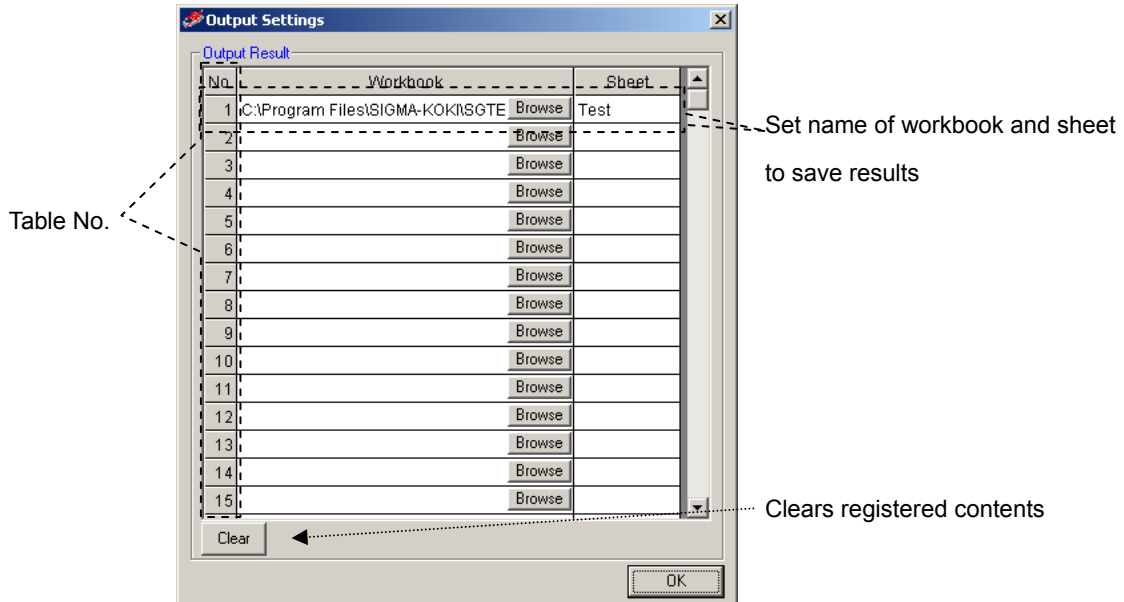 Output Settings
Output Result
No. Workbook Sheet
1 C:\Program Files\SIGMA-KOKI\SGTE Browse Test
2 Browse
3 Browse
4 Browse
5 Browse
6 Browse
7 Browse
8 Browse
9 Browse
10 Browse
11 Browse
12 Browse
13 Browse
14 Browse
15 Browse
Clear
OK
Table No.
Set name of workbook and sheet
to save results
Clears registered contents